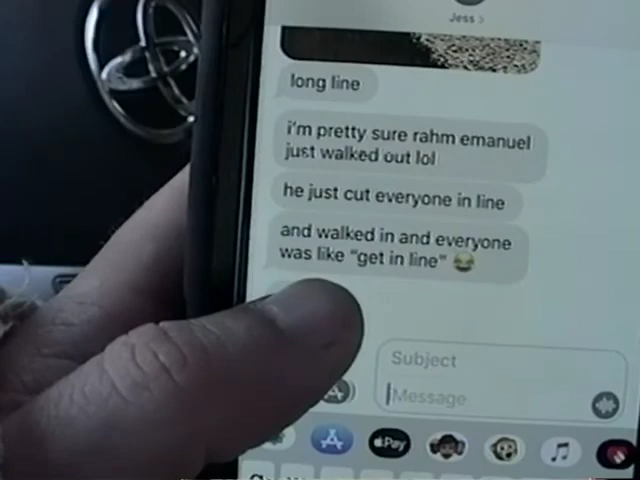 Jess >
long line
i'm pretty sure rahm emanuel
just walked out lol
he just cut everyone in line
and walked in and everyone
was like "get in line" 😂
Subject
Message
Pay